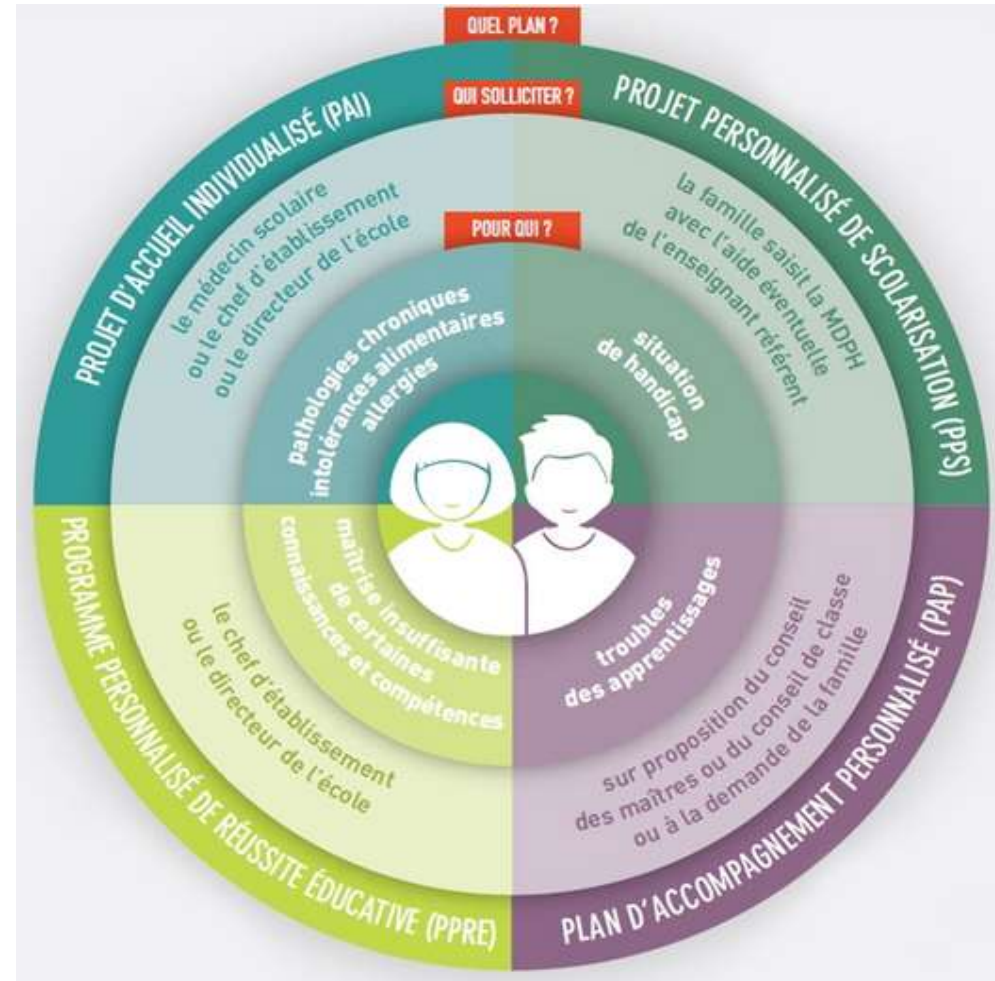 QUEL PLAN ?
QUI SOLLICITER ?
POUR QUI ?
PROJET D'ACCUEIL INDIVIDUALISÉ (PAI)
le médecin scolaire
ou le chef d'établissement
ou le directeur de l'école
pathologies chroniques
intolérances alimentaires
allergies
PROJET PERSONNALISÉ DE SCOLARISATION (PPS)
la famille saisit la MDPH
avec l'aide éventuelle
de l'enseignant référent
situation
de handicap
PROGRAMME PERSONNALISÉ DE RÉUSSITE ÉDUCATIVE (PPRE)
le chef d'établissement
ou le directeur de l'école
maîtrise insuffisante
de certaines
connaissances et compétences
PLAN D'ACCOMPAGNEMENT PERSONNALISÉ (PAP)
sur proposition du conseil
des maîtres ou du conseil de classe
ou à la demande de la famille
troubles
des apprentissages